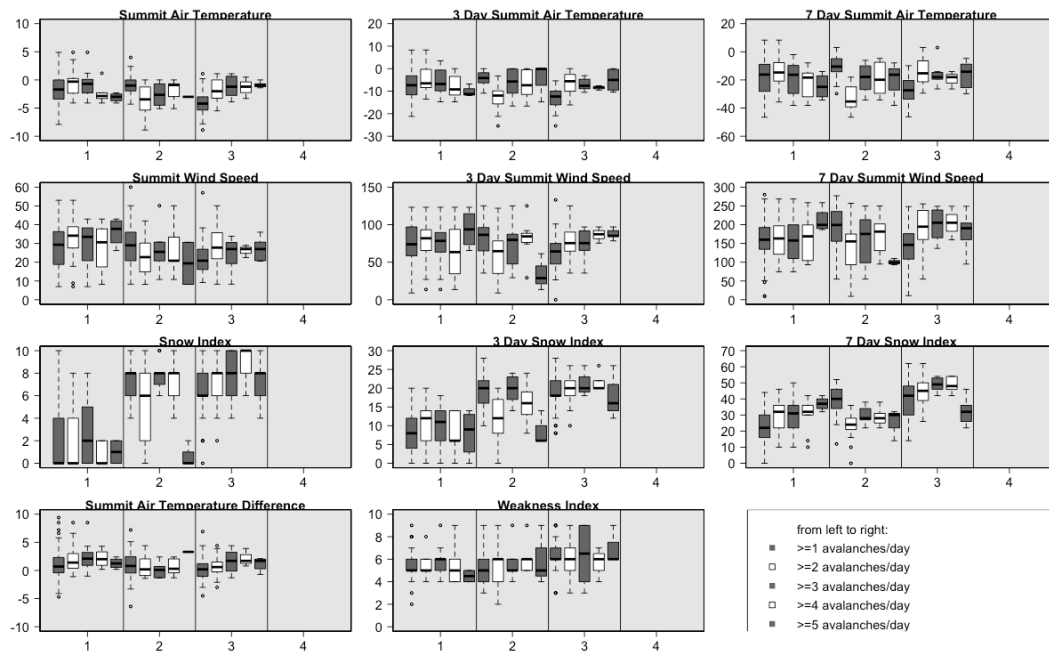 Summit Air Temperature
3 Day Summit Air Temperature
7 Day Summit Air Temperature
10
5
0
-5
-10
1 2 3 4
20
10
0
-10
-20
-30
1 2 3 4
20
0
-20
-40
-60
1 2 3 4
Summit Wind Speed
3 Day Summit Wind Speed
7 Day Summit Wind Speed
60
50
40
30
20
10
0
1 2 3 4
150
100
50
0
1 2 3 4
300
250
200
150
100
50
0
1 2 3 4
Snow Index
3 Day Snow Index
7 Day Snow Index
10
8
6
4
2
0
1 2 3 4
30
25
20
15
10
5
0
1 2 3 4
70
60
50
40
30
20
10
0
1 2 3 4
Summit Air Temperature Difference
Weakness Index
10
5
0
-5
-10
1 2 3 4
10
8
6
4
2
0
1 2 3 4
from left to right:
>=1 avalanches/day
>=2 avalanches/day
>=3 avalanches/day
>=4 avalanches/day
>=5 avalanches/day